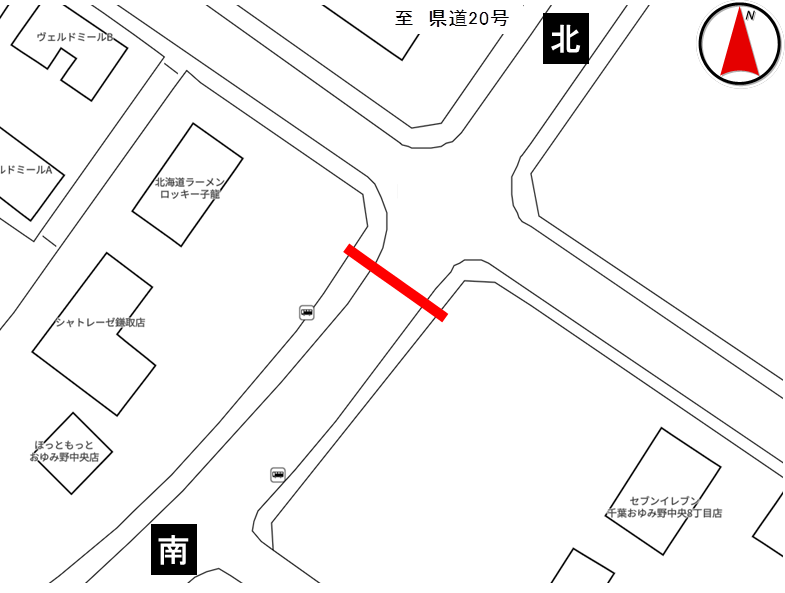 至 県道20号
北
N
ヴェルドミールB
ルドミールA
北海道ラーメン
ロッキー子龍
シャトレーゼ鎌取店
ほっともっと
おゆみ野中央店
セブンイレブン
千葉おゆみ野中央8丁目店
南